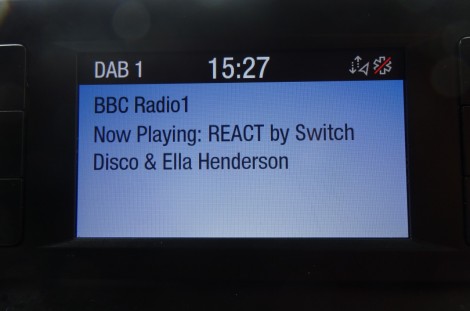 DAB 1 15:27
BBC Radio1
Now Playing: REACT by Switch
Disco & Ella Henderson